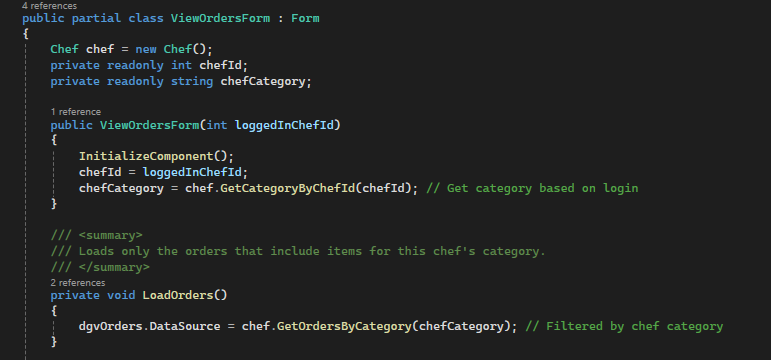 4 references
public partial class ViewOrdersForm : Form
{
Chef chef = new Chef();
private readonly int chefId;
private readonly string chefCategory;
1 reference
public ViewOrdersForm(int loggedInChefId)
{
InitializeComponent();
chefId = loggedInChefId;
chefCategory = chef.GetCategoryByChefId(chefId); // Get category based on login
}
/// <summary>
/// Loads only the orders that include items for this chef's category.
/// </summary>
2 references
private void LoadOrders()
{
dgvOrders.DataSource = chef.GetOrdersByCategory(chefCategory); // Filtered by chef category
}